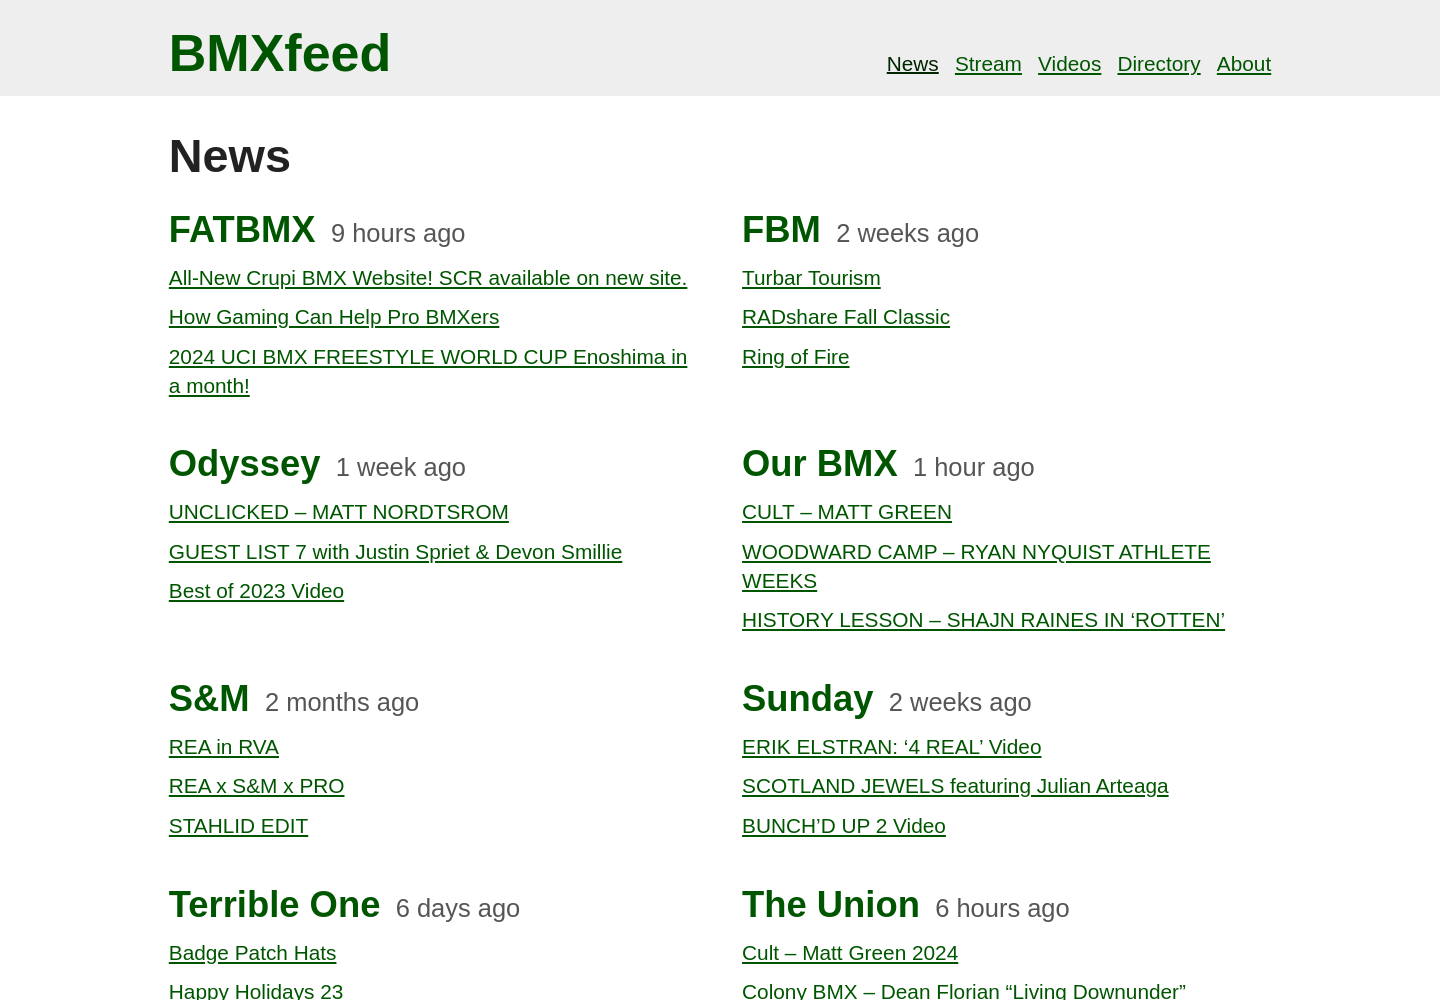 BMXfeed
News Stream Videos Directory About
News
FATBMX 9 hours ago
All-New Crupi BMX Website! SCR available on new site.
How Gaming Can Help Pro BMXers
2024 UCI BMX FREESTYLE WORLD CUP Enoshima in
a month!
FBM 2 weeks ago
Turbar Tourism
RADshare Fall Classic
Ring of Fire
Odyssey 1 week ago
UNCLICKED – MATT NORDTSROM
GUEST LIST 7 with Justin Spriet & Devon Smillie
Best of 2023 Video
Our BMX 1 hour ago
CULT – MATT GREEN
WOODWARD CAMP – RYAN NYQUIST ATHLETE
WEEKS
HISTORY LESSON – SHAJN RAINES IN ‘ROTTEN’
S&M 2 months ago
REA in RVA
REA x S&M x PRO
STAHLID EDIT
Sunday 2 weeks ago
ERIK ELSTRAN: ‘4 REAL’ Video
SCOTLAND JEWELS featuring Julian Arteaga
BUNCH’D UP 2 Video
Terrible One 6 days ago
Badge Patch Hats
Happy Holidays 23
The Union 6 hours ago
Cult – Matt Green 2024
Colony BMX – Dean Florian “Living Downunder”